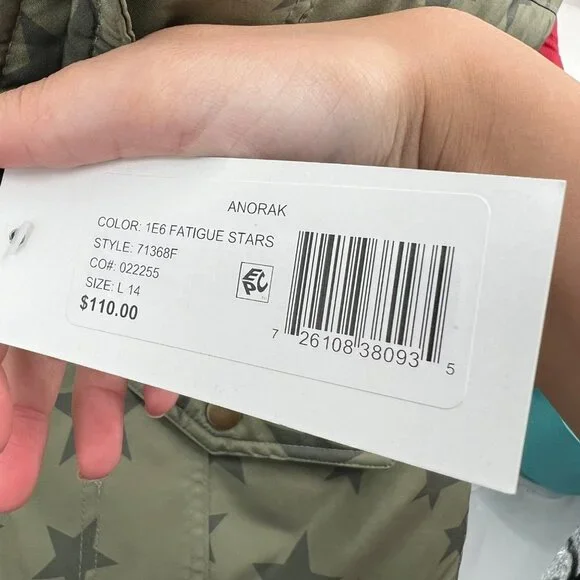 ANORAK
COLOR: 1E6 FATIGUE STARS
STYLE: 71368F
CO#: 022255
SIZE: L 14
$110.00
EPC
7 26108 38093 5